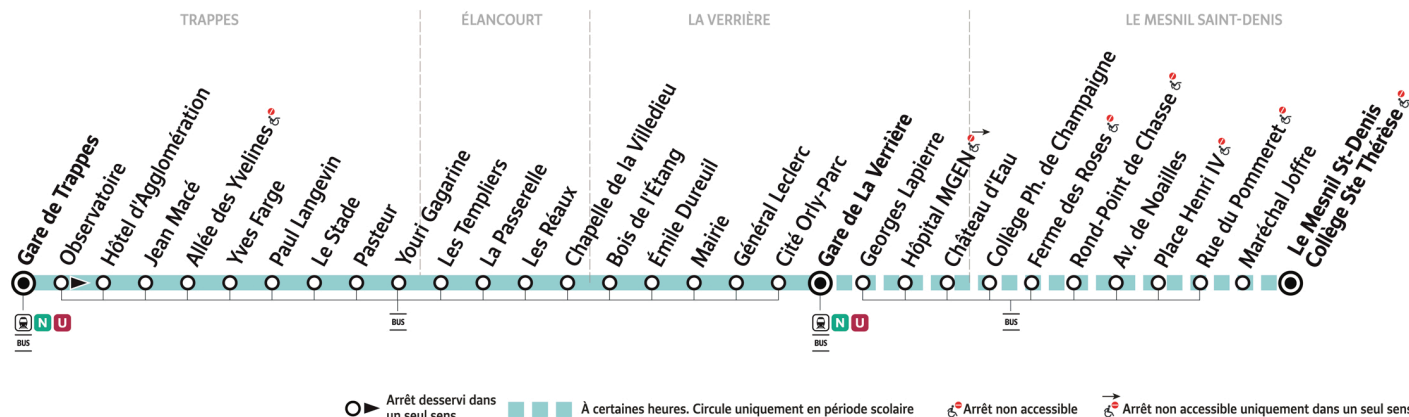 TRAPPES
ÉLANCOURT
LA VERRIÈRE
LE MESNIL SAINT-DENIS
Gare de Trappes
Observatoire
Hôtel d'Agglomération
Jean Macé
Allée des Yvelines
Yves Farge
Paul Langevin
Le Stade
Pasteur
Youri Gagarine
Les Templiers
La Passerelle
Les Réaux
Chapelle de la Villedieu
Bois de l'Étang
Émile Dureuil
Mairie
Général Leclerc
Cité Orly-Parc
Gare de La Verrière
Georges Lapierre
Hôpital MGEN
Château d'Eau
Collège Ph. de Champaigne
Ferme des Roses
Rond-Point de Chasse
Av. de Noailles
Place Henri IV
Rue du Pommeret
Maréchal Joffre
Le Mesnil St-Denis
Collège Ste Thérèse
N U
BUS
BUS
N U
BUS
BUS
Arrêt desservi dans
un seul sens
À certaines heures. Circule uniquement en période scolaire
Arrêt non accessible
Arrêt non accessible uniquement dans un seul sens